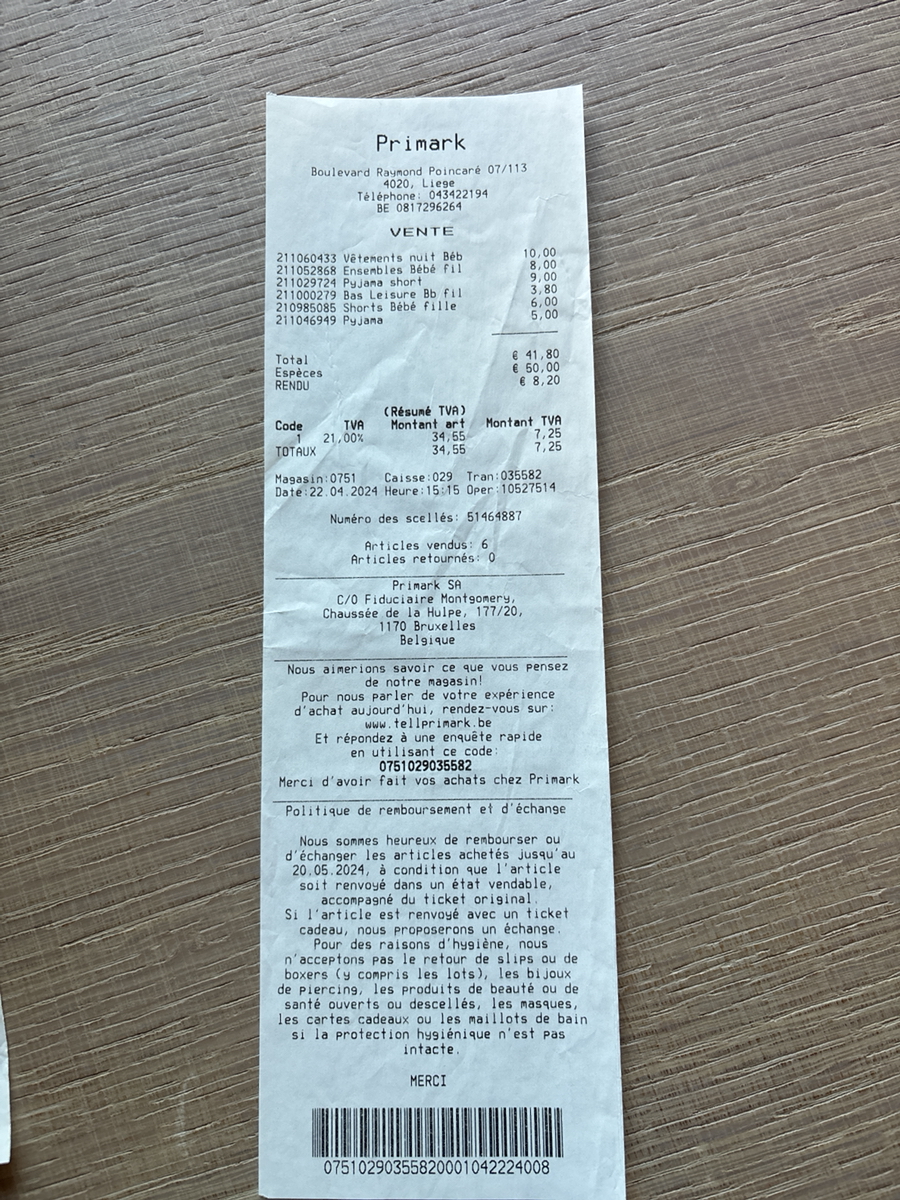 Primark
Boulevard Raymond Poincaré 07/113
4020, Liege
Téléphone: 043422194
BE 0817296264
VENTE
211060433 Vêtements nuit Béb 10,00
211052868 Ensembles Bébé fil 8,00
211029724 Pyjama short 9,00
211000279 Bas Leisure Bb fil 3,80
210985085 Shorts Bébé fille 6,00
211046949 Pyjama 5,00
Total € 41,80
Espèces € 50,00
RENDU € 8,20
(Résumé TVA)
Code TVA Montant art Montant TVA
1 21,00% 34,55 7,25
TOTAUX 34,55 7,25
Magasin:0751 Caisse:029 Tran:035582
Date:22.04.2024 Heure:15:15 Oper:10527514
Numéro des scellés: 51464887
Articles vendus: 6
Articles retournés: 0
Primark SA
C/O Fiduciaire Montgomery,
Chaussée de la Hulpe, 177/20,
1170 Bruxelles
Belgique
Nous aimerions savoir ce que vous pensez
de notre magasin!
Pour nous parler de votre expérience
d'achat aujourd'hui, rendez-vous sur:
www.tellprimark.be
Et répondez à une enquête rapide
en utilisant ce code:
0751029035582
Merci d'avoir fait vos achats chez Primark
Politique de remboursement et d'échange
Nous sommes heureux de rembourser ou
d'échanger les articles achetés jusqu'au
20.05.2024, à condition que l'article
soit renvoyé dans un état vendable,
accompagné du ticket original.
Si l'article est renvoyé avec un ticket
cadeau, nous proposerons un échange.
Pour des raisons d'hygiène, nous
n'acceptons pas le retour de slips ou de
boxers (y compris les lots), les bijoux
de piercing, les produits de beauté ou de
santé ouverts ou descellés, les masques,
les cartes cadeaux ou les maillots de bain
si la protection hygiénique n'est pas
intacte.
MERCI
07510290355820001042224008